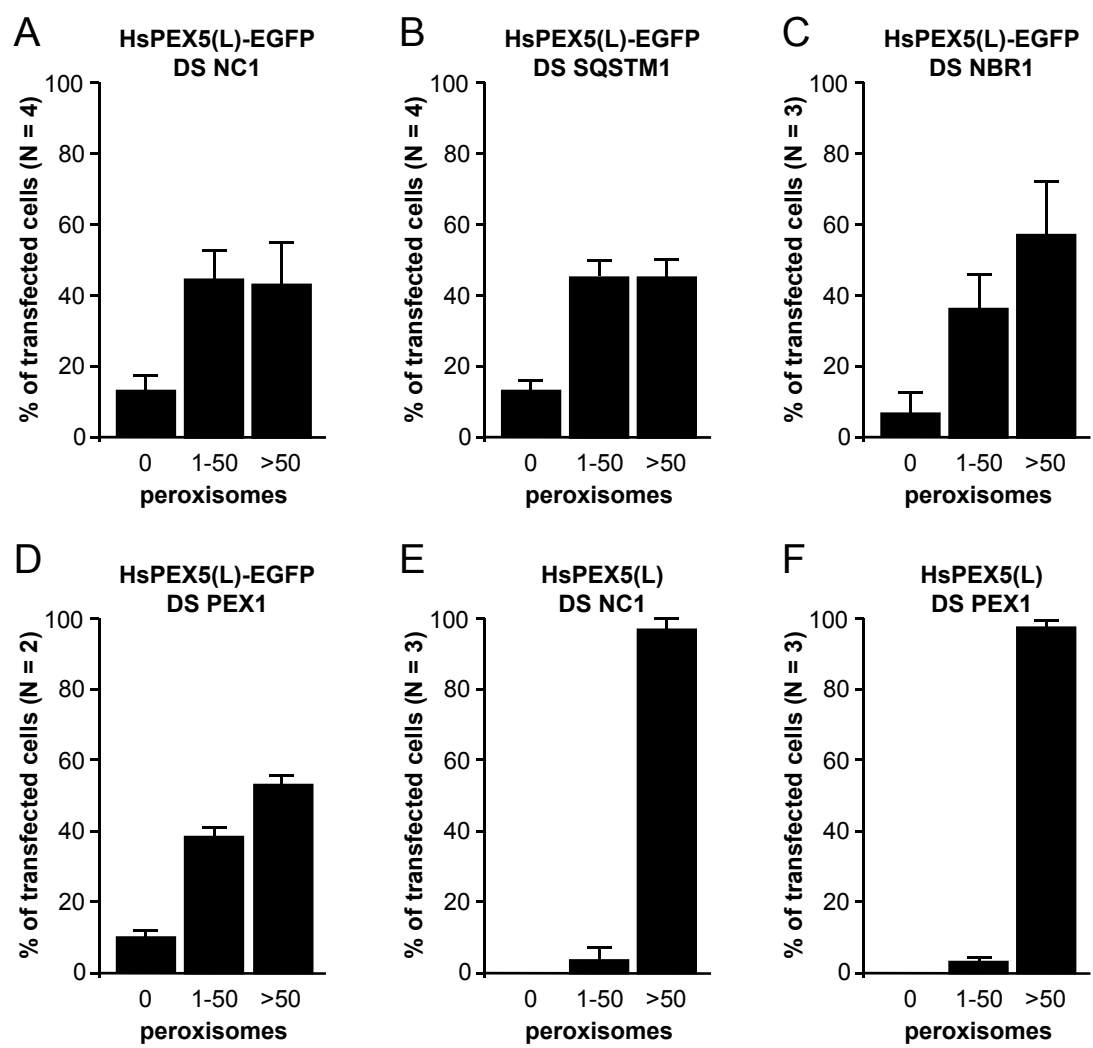 A
HsPEX5(L)-EGFP
DS NC1
% of transfected cells (N = 4)
100
80
60
40
20
0
0 1-50 >50
peroxisomes
B
HsPEX5(L)-EGFP
DS SQSTM1
% of transfected cells (N = 4)
100
80
60
40
20
0
0 1-50 >50
peroxisomes
C
HsPEX5(L)-EGFP
DS NBR1
% of transfected cells (N = 3)
100
80
60
40
20
0
0 1-50 >50
peroxisomes
D
HsPEX5(L)-EGFP
DS PEX1
% of transfected cells (N = 2)
100
80
60
40
20
0
0 1-50 >50
peroxisomes
E
HsPEX5(L)
DS NC1
% of transfected cells (N = 3)
100
80
60
40
20
0
0 1-50 >50
peroxisomes
F
HsPEX5(L)
DS PEX1
% of transfected cells (N = 3)
100
80
60
40
20
0
0 1-50 >50
peroxisomes